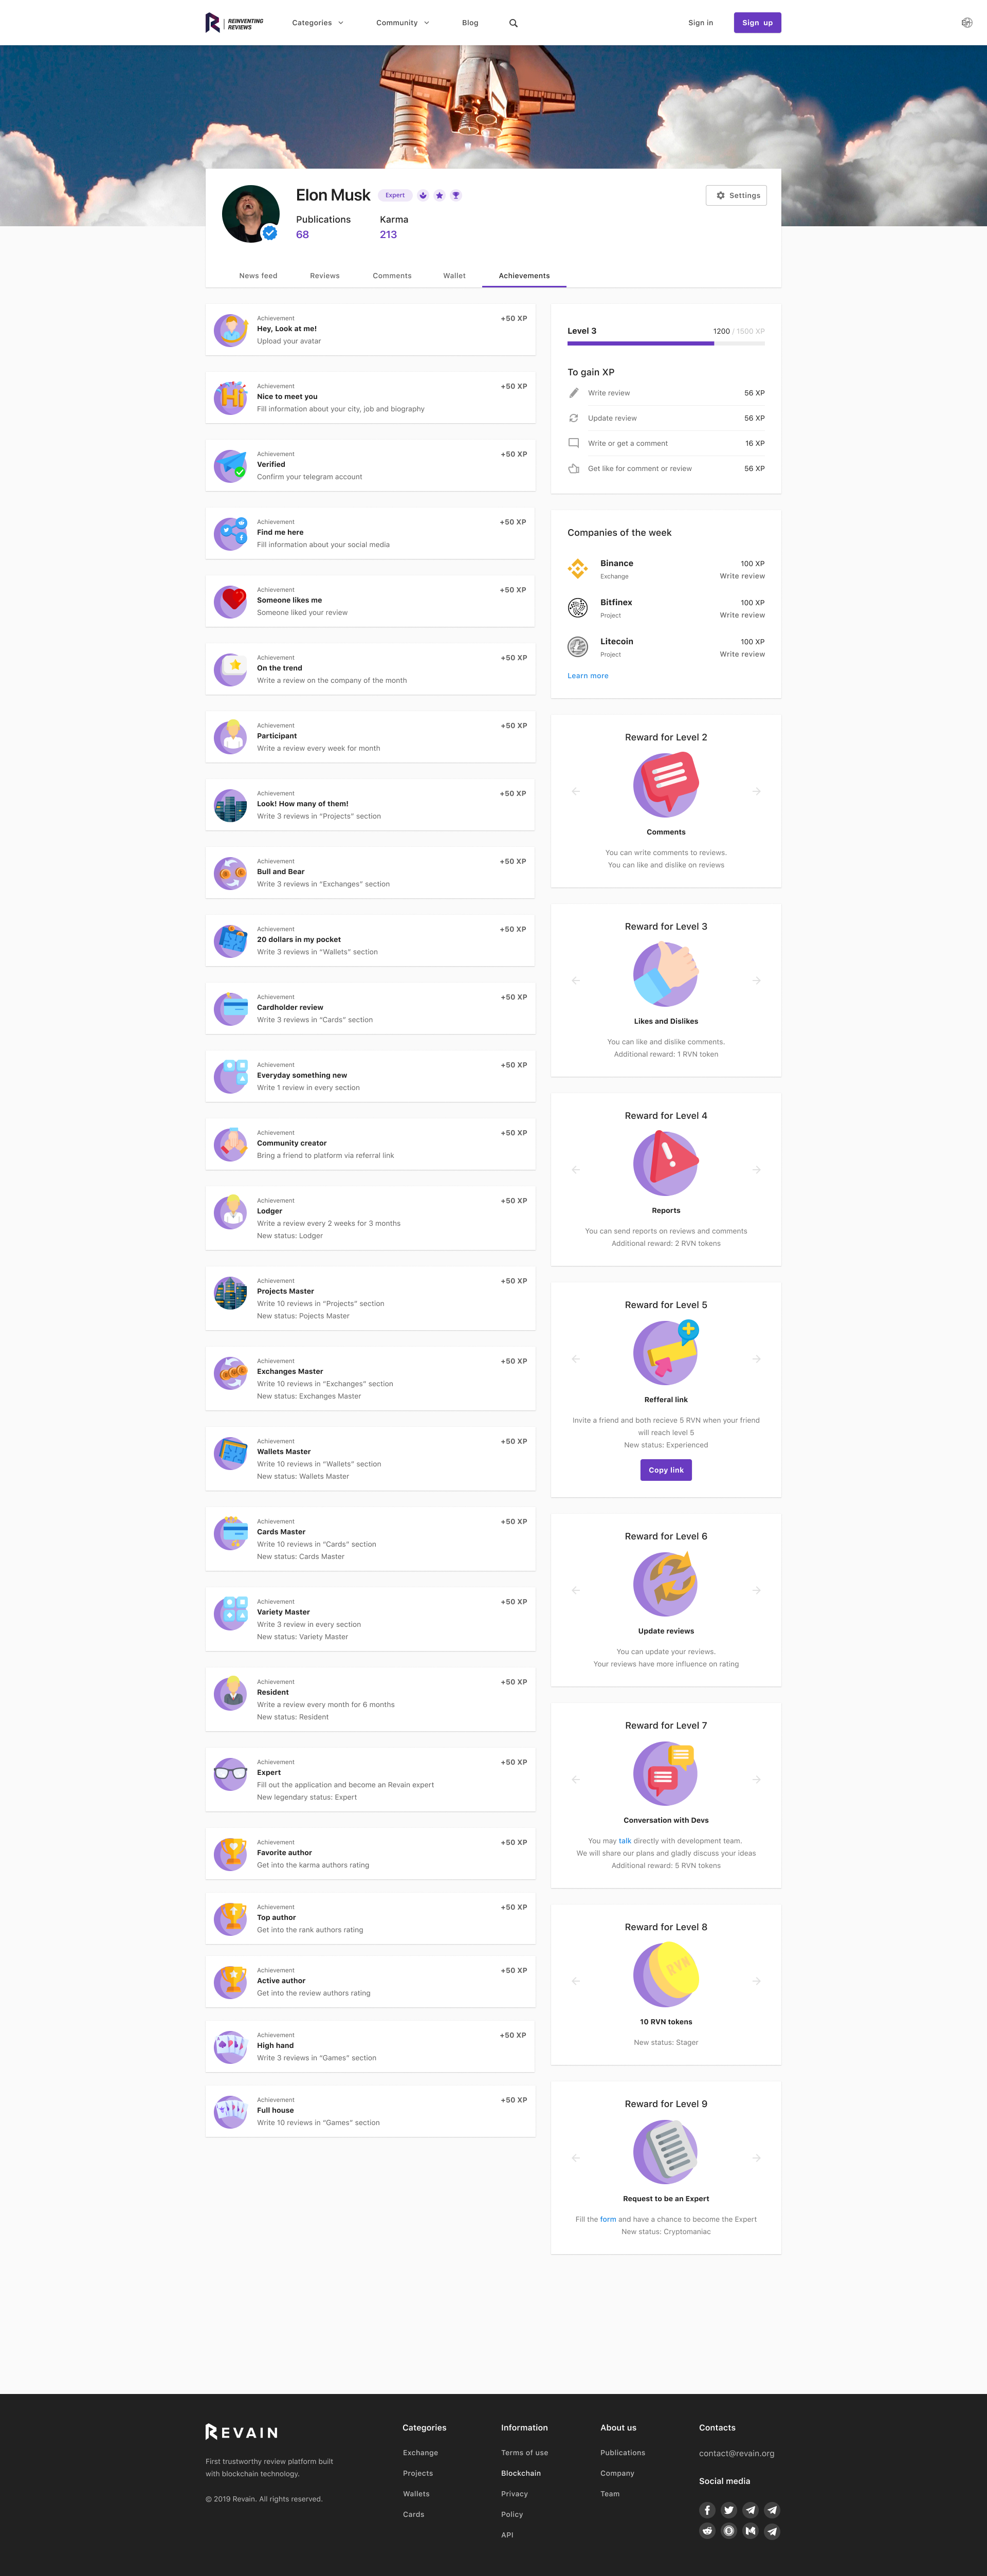 REINVENTING
REVIEWS
Categories
Community
Blog
Sign in
Sign up
Elon Musk
Expert
Settings
Publications
Karma
68
213
News feed
Reviews
Comments
Wallet
Achievements
Achievement
+50 XP
Hey, Look at me!
Upload your avatar
Achievement
+50 XP
Hi
Nice to meet you
Fill information about your city, job and biography
Achievement
+50 XP
Verified
Confirm your telegram account
Achievement
+50 XP
Find me here
Fill information about your social media
Achievement
+50 XP
Someone likes me
Someone liked your review
Achievement
+50 XP
On the trend
Write a review on the company of the month
Achievement
+50 XP
Participant
Write a review every week for month
Achievement
+50 XP
Look! How many of them!
Write 3 reviews in “Projects” section
Achievement
+50 XP
Bull and Bear
Write 3 reviews in “Exchanges” section
Achievement
+50 XP
20 dollars in my pocket
Write 3 reviews in “Wallets” section
Achievement
+50 XP
Cardholder review
Write 3 reviews in “Cards” section
Achievement
+50 XP
Everyday something new
Write 1 review in every section
Achievement
+50 XP
Community creator
Bring a friend to platform via referral link
Achievement
+50 XP
Lodger
Write a review every 2 weeks for 3 months
New status: Lodger
Achievement
+50 XP
Projects Master
Write 10 reviews in “Projects” section
New status: Pojects Master
Achievement
+50 XP
Exchanges Master
Write 10 reviews in “Exchanges” section
New status: Exchanges Master
Achievement
+50 XP
Wallets Master
Write 10 reviews in “Wallets” section
New status: Wallets Master
Achievement
+50 XP
Cards Master
Write 10 reviews in “Cards” section
New status: Cards Master
Achievement
+50 XP
Variety Master
Write 3 review in every section
New status: Variety Master
Achievement
+50 XP
Resident
Write a review every month for 6 months
New status: Resident
Achievement
+50 XP
Expert
Fill out the application and become an Revain expert
New legendary status: Expert
Achievement
+50 XP
Favorite author
Get into the karma authors rating
Achievement
+50 XP
Top author
Get into the rank authors rating
Achievement
+50 XP
Active author
Get into the review authors rating
Achievement
+50 XP
High hand
Write 3 reviews in “Games” section
Achievement
+50 XP
Full house
Write 10 reviews in “Games” section
Level 3
1200 / 1500 XP
To gain XP
Write review
56 XP
Update review
56 XP
Write or get a comment
16 XP
Get like for comment or review
56 XP
Companies of the week
Binance
100 XP
Exchange
Write review
Bitfinex
100 XP
Project
Write review
Litecoin
100 XP
Project
Write review
Learn more
Reward for Level 2
Comments
You can write comments to reviews.
You can like and dislike on reviews
Reward for Level 3
Likes and Dislikes
You can like and dislike comments.
Additional reward: 1 RVN token
Reward for Level 4
Reports
You can send reports on reviews and comments
Additional reward: 2 RVN tokens
Reward for Level 5
Refferal link
Invite a friend and both recieve 5 RVN when your friend
will reach level 5
New status: Experienced
Copy link
Reward for Level 6
Update reviews
You can update your reviews.
Your reviews have more influence on rating
Reward for Level 7
Conversation with Devs
You may talk directly with development team.
We will share our plans and gladly discuss your ideas
Additional reward: 5 RVN tokens
Reward for Level 8
RVN
10 RVN tokens
New status: Stager
Reward for Level 9
Request to be an Expert
Fill the form and have a chance to become the Expert
New status: Cryptomaniac
REVAIN
First trustworthy review platform built
with blockchain technology.
© 2019 Revain. All rights reserved.
Categories
Exchange
Projects
Wallets
Cards
Information
Terms of use
Blockchain
Privacy
Policy
API
About us
Publications
Company
Team
Contacts
contact@revain.org
Social media